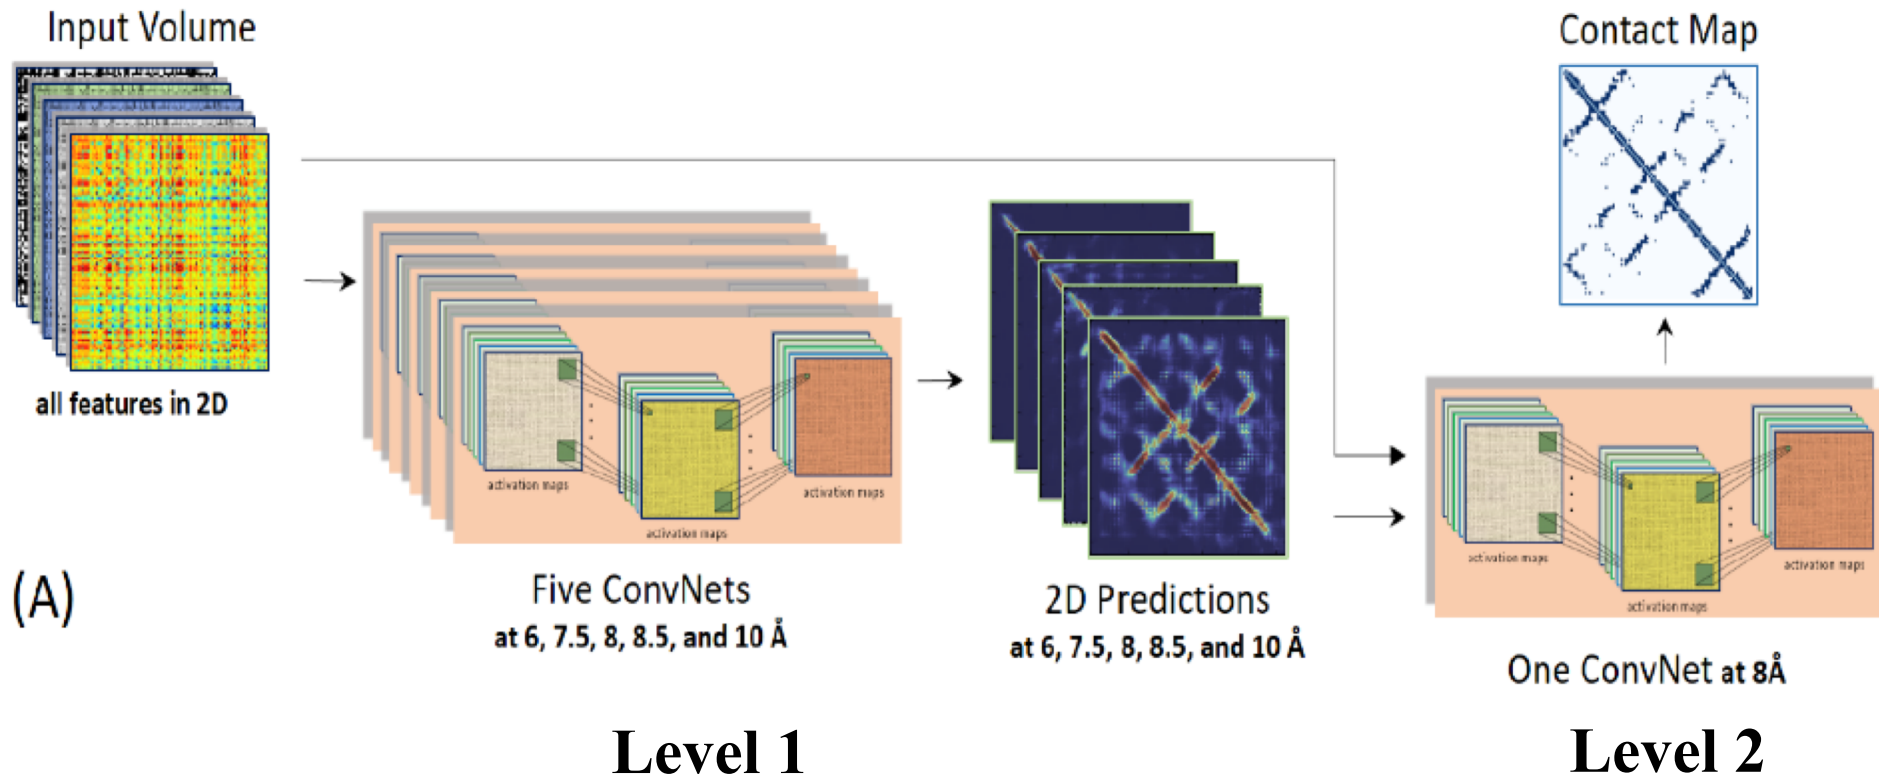 Input Volume
all features in 2D
(A)
activation maps
activation maps
activation maps
Five ConvNets
at 6, 7.5, 8, 8.5, and 10 Å
Level 1
2D Predictions
at 6, 7.5, 8, 8.5, and 10 Å
Contact Map
activation maps
activation maps
activation maps
One ConvNet at 8Å
Level 2